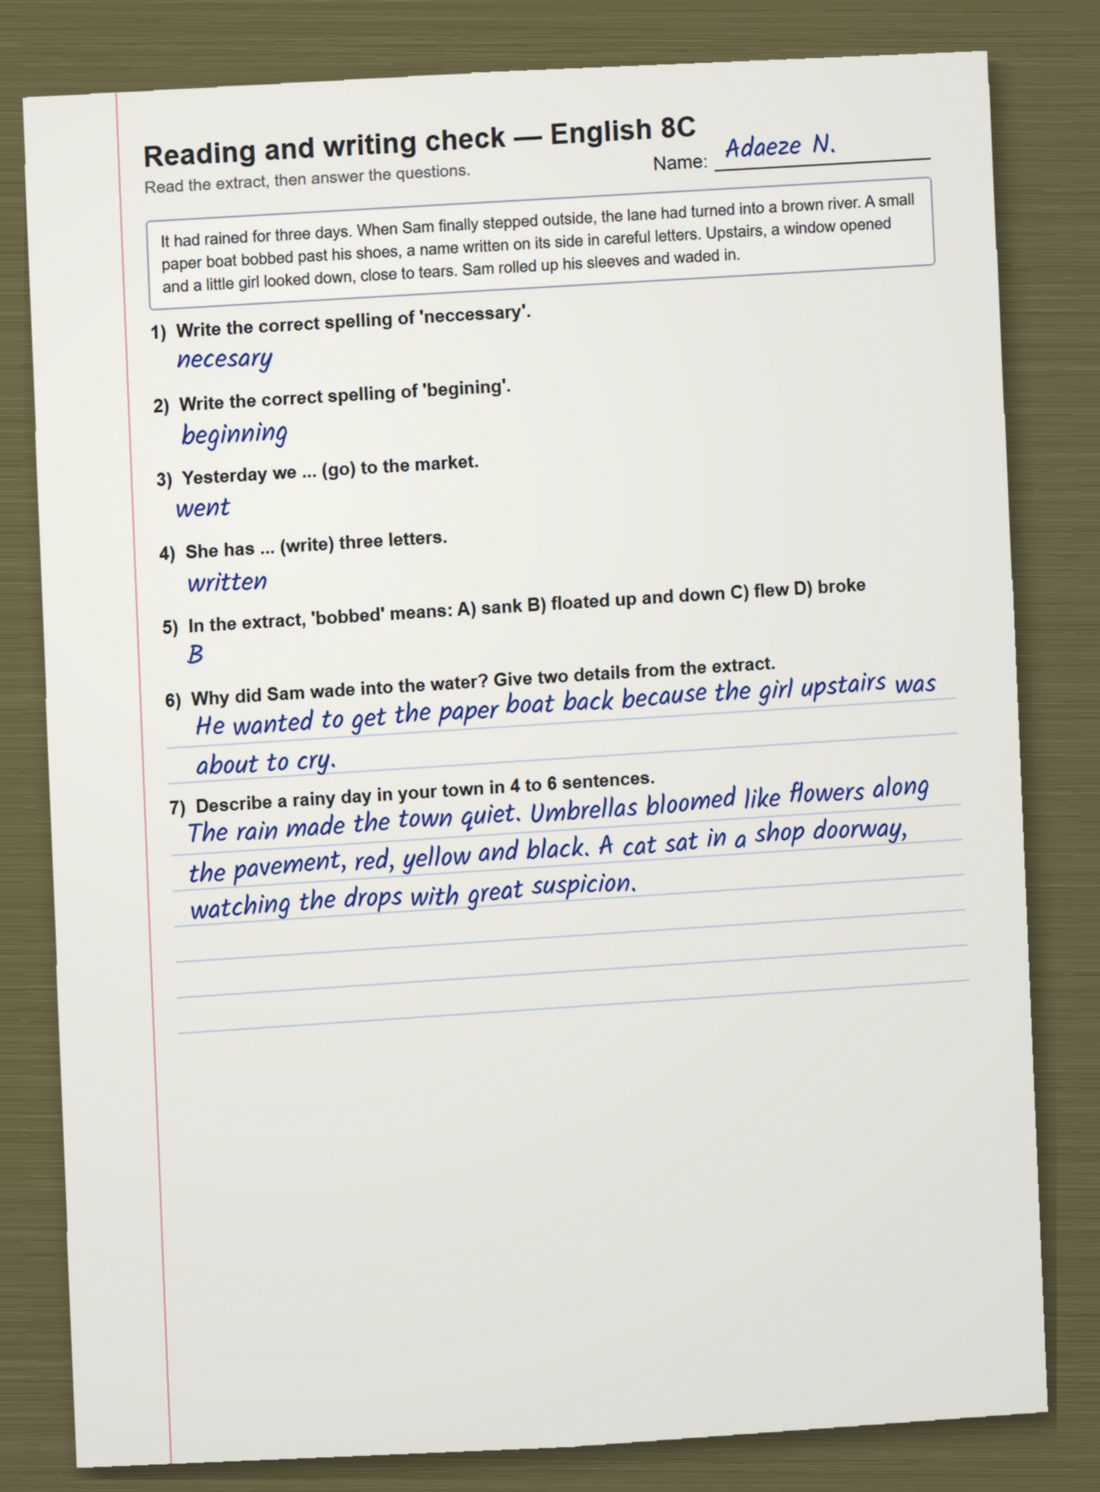 Reading and writing check — English 8C
Read the extract, then answer the questions.
Name: Adaeze N.
It had rained for three days. When Sam finally stepped outside, the lane had turned into a brown river. A small
paper boat bobbed past his shoes, a name written on its side in careful letters. Upstairs, a window opened
and a little girl looked down, close to tears. Sam rolled up his sleeves and waded in.
1) Write the correct spelling of 'neccessary'.
necesary
2) Write the correct spelling of 'begining'.
beginning
3) Yesterday we ... (go) to the market.
went
4) She has ... (write) three letters.
written
5) In the extract, 'bobbed' means: A) sank B) floated up and down C) flew D) broke
B
6) Why did Sam wade into the water? Give two details from the extract.
He wanted to get the paper boat back because the girl upstairs was
about to cry.
7) Describe a rainy day in your town in 4 to 6 sentences.
The rain made the town quiet. Umbrellas bloomed like flowers along
the pavement, red, yellow and black. A cat sat in a shop doorway,
watching the drops with great suspicion.